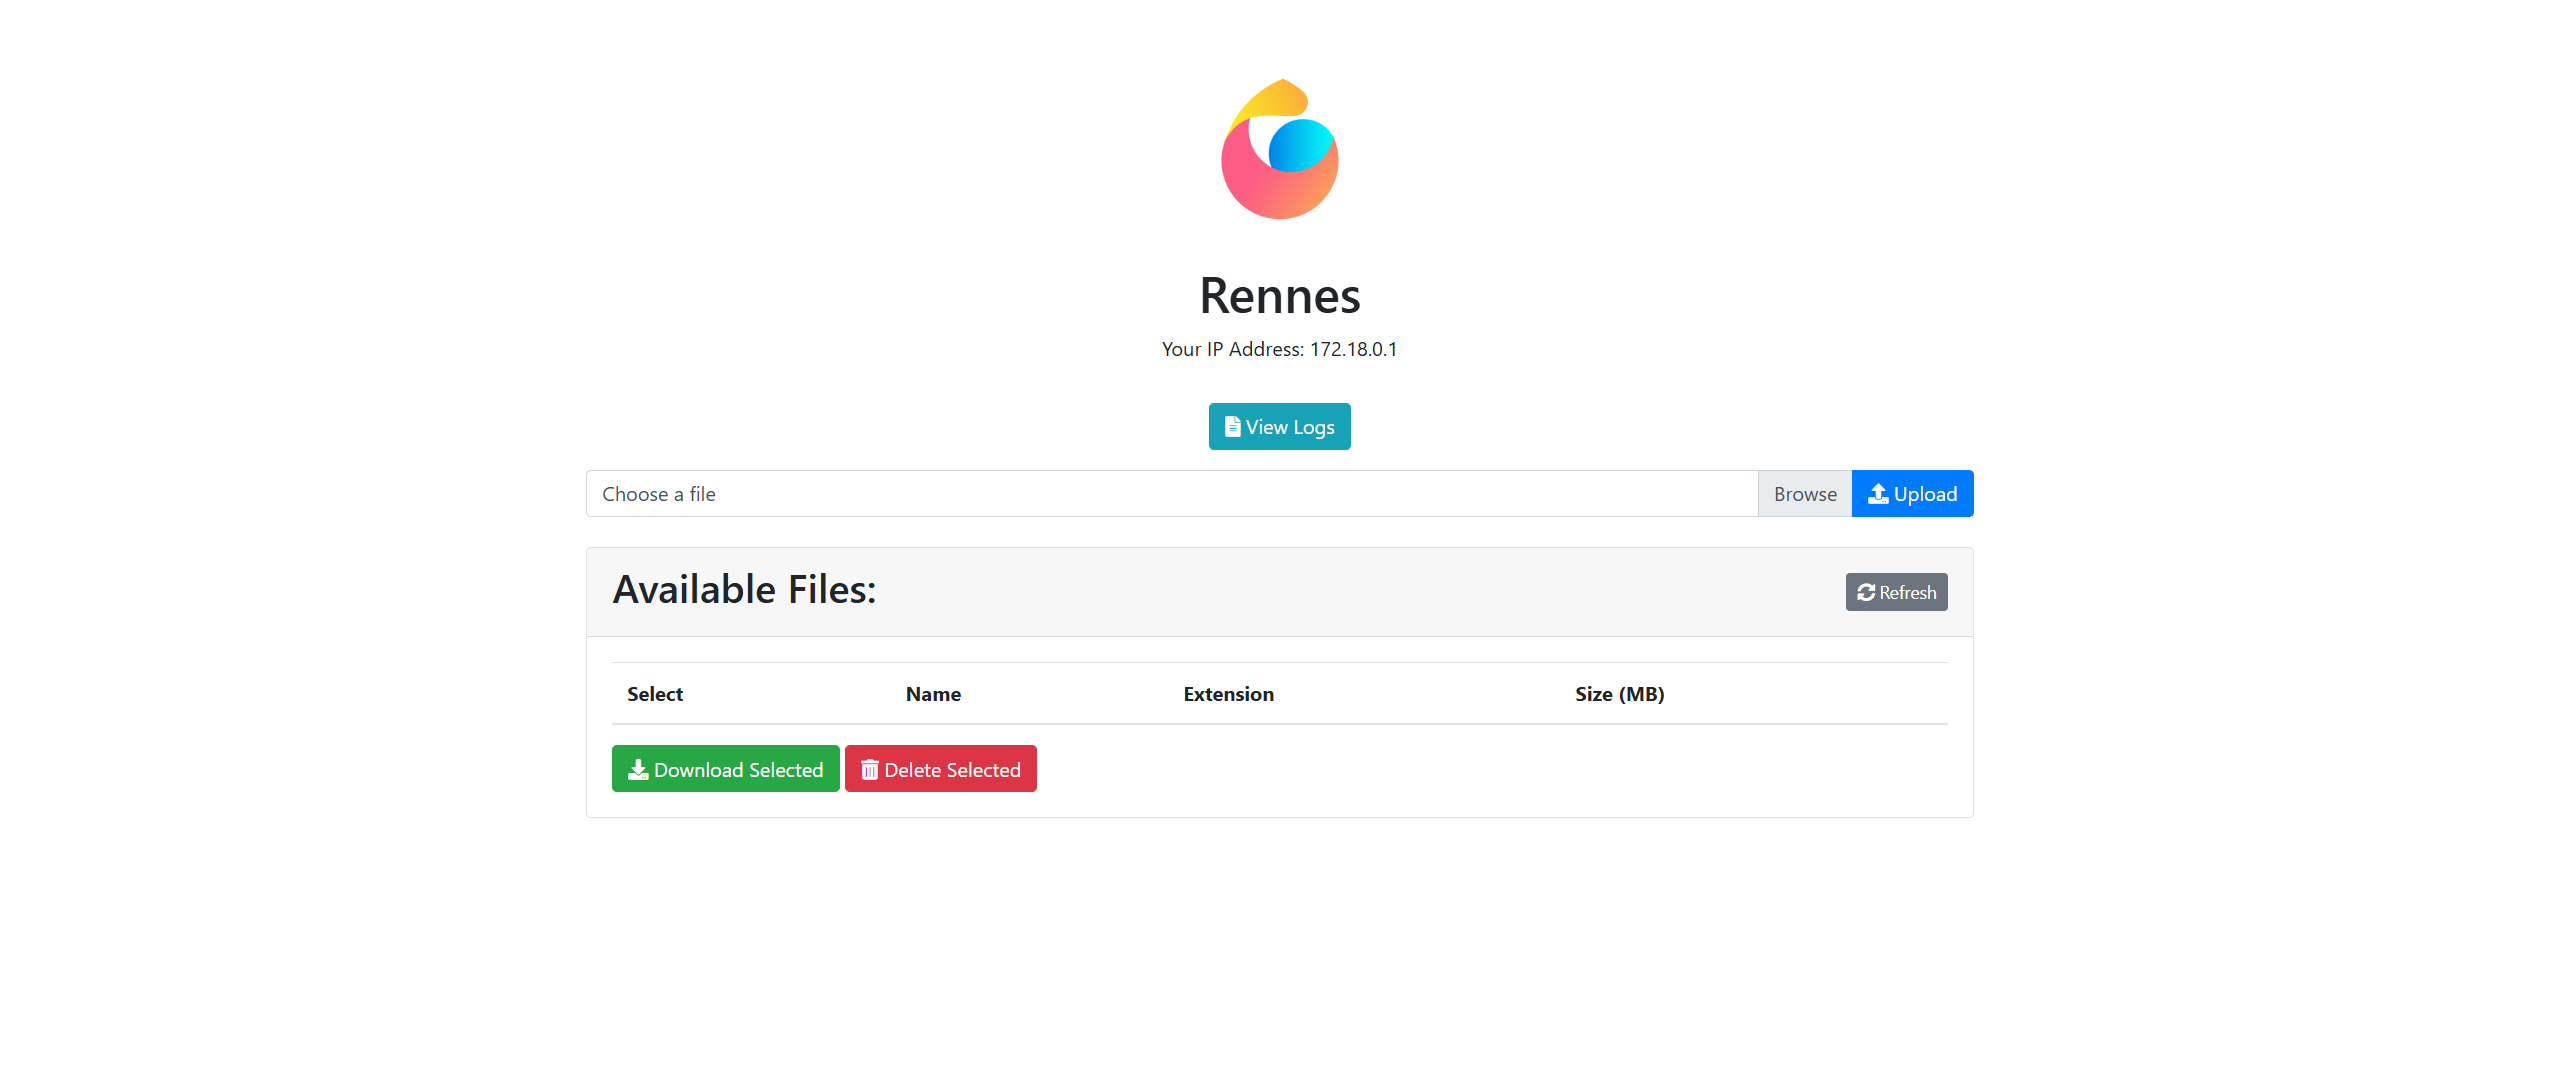 Rennes
Your IP Address: 172.18.0.1
View Logs
Choose a file Browse Upload
Available Files: Refresh
Select Name Extension Size (MB)
Download Selected Delete Selected